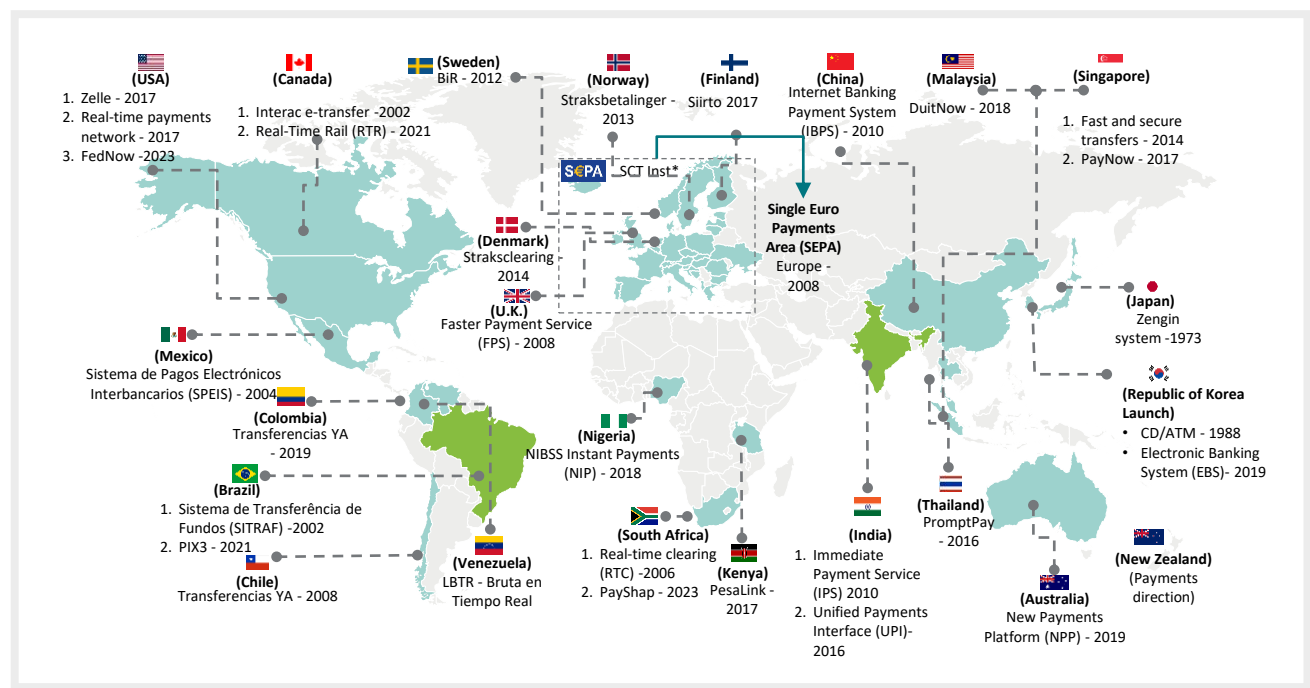 (USA)
1. Zelle - 2017
2. Real-time payments
network - 2017
3. FedNow -2023
(Canada)
1. Interac e-transfer -2002
2. Real-Time Rail (RTR) - 2021
(Sweden)
BiR - 2012
(Norway)
Straksbetalinger -
2013
(Finland)
Siirto 2017
(China)
Internet Banking
Payment System
(IBPS) - 2010
(Malaysia)
DuitNow - 2018
(Singapore)
1. Fast and secure
transfers - 2014
2. PayNow - 2017
S€PA
SCT Inst*
Single Euro
Payments
Area (SEPA)
Europe -
2008
(Denmark)
Straksclearing -
2014
(U.K.)
Faster Payment Service
(FPS) - 2008
(Japan)
Zengin
system -1973
(Mexico)
Sistema de Pagos Electrónicos
Interbancarios (SPEIS) - 2004
(Colombia)
Transferencias YA
- 2019
(Republic of Korea
Launch)
• CD/ATM - 1988
• Electronic Banking
System (EBS)- 2019
(Nigeria)
NIBSS Instant Payments
(NIP) - 2018
(Brazil)
1. Sistema de Transferência de
Fundos (SITRAF) -2002
2. PIX3 - 2021
(Chile)
Transferencias YA - 2008
(Venezuela)
LBTR - Bruta en
Tiempo Real
(South Africa)
1. Real-time clearing
(RTC) -2006
2. PayShap - 2023
(Kenya)
PesaLink -
2017
(India)
1. Immediate
Payment Service
(IPS) 2010
2. Unified Payments
Interface (UPI)-
2016
(Thailand)
PromptPay
- 2016
(Australia)
New Payments
Platform (NPP) - 2019
(New Zealand)
(Payments
direction)